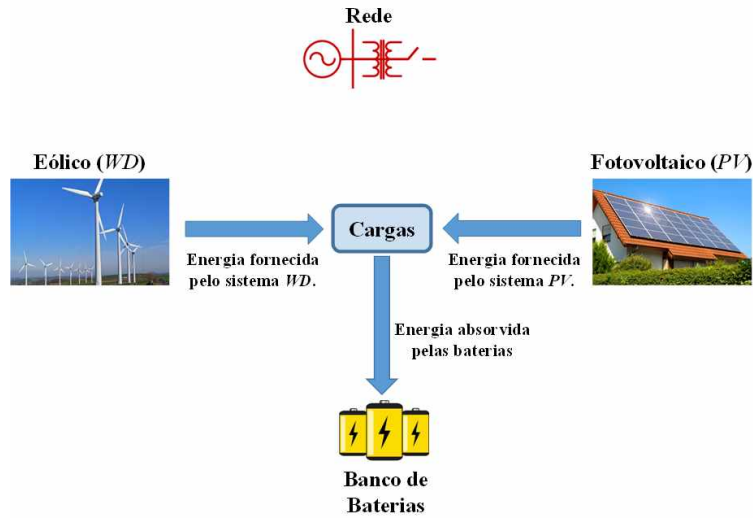 Rede
Eólico (WD)
Fotovoltaico (PV)
Cargas
Energia fornecida
pelo sistema WD.
Energia fornecida
pelo sistema PV.
Energia absorvida
pelas baterias
Banco de
Baterias